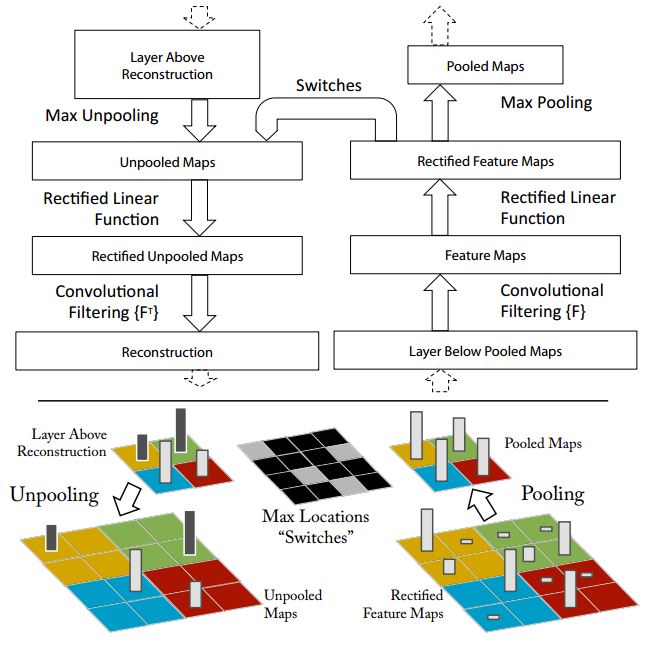 Layer Above
Reconstruction
Pooled Maps
Switches
Max Unpooling
Max Pooling
Unpooled Maps
Rectified Feature Maps
Rectified Linear
Function
Rectified Linear
Function
Rectified Unpooled Maps
Feature Maps
Convolutional
Filtering {Fᵀ}
Convolutional
Filtering {F}
Reconstruction
Layer Below Pooled Maps
Layer Above
Reconstruction
Pooled Maps
Unpooling
Max Locations
“Switches”
Pooling
Unpooled
Maps
Rectified
Feature Maps